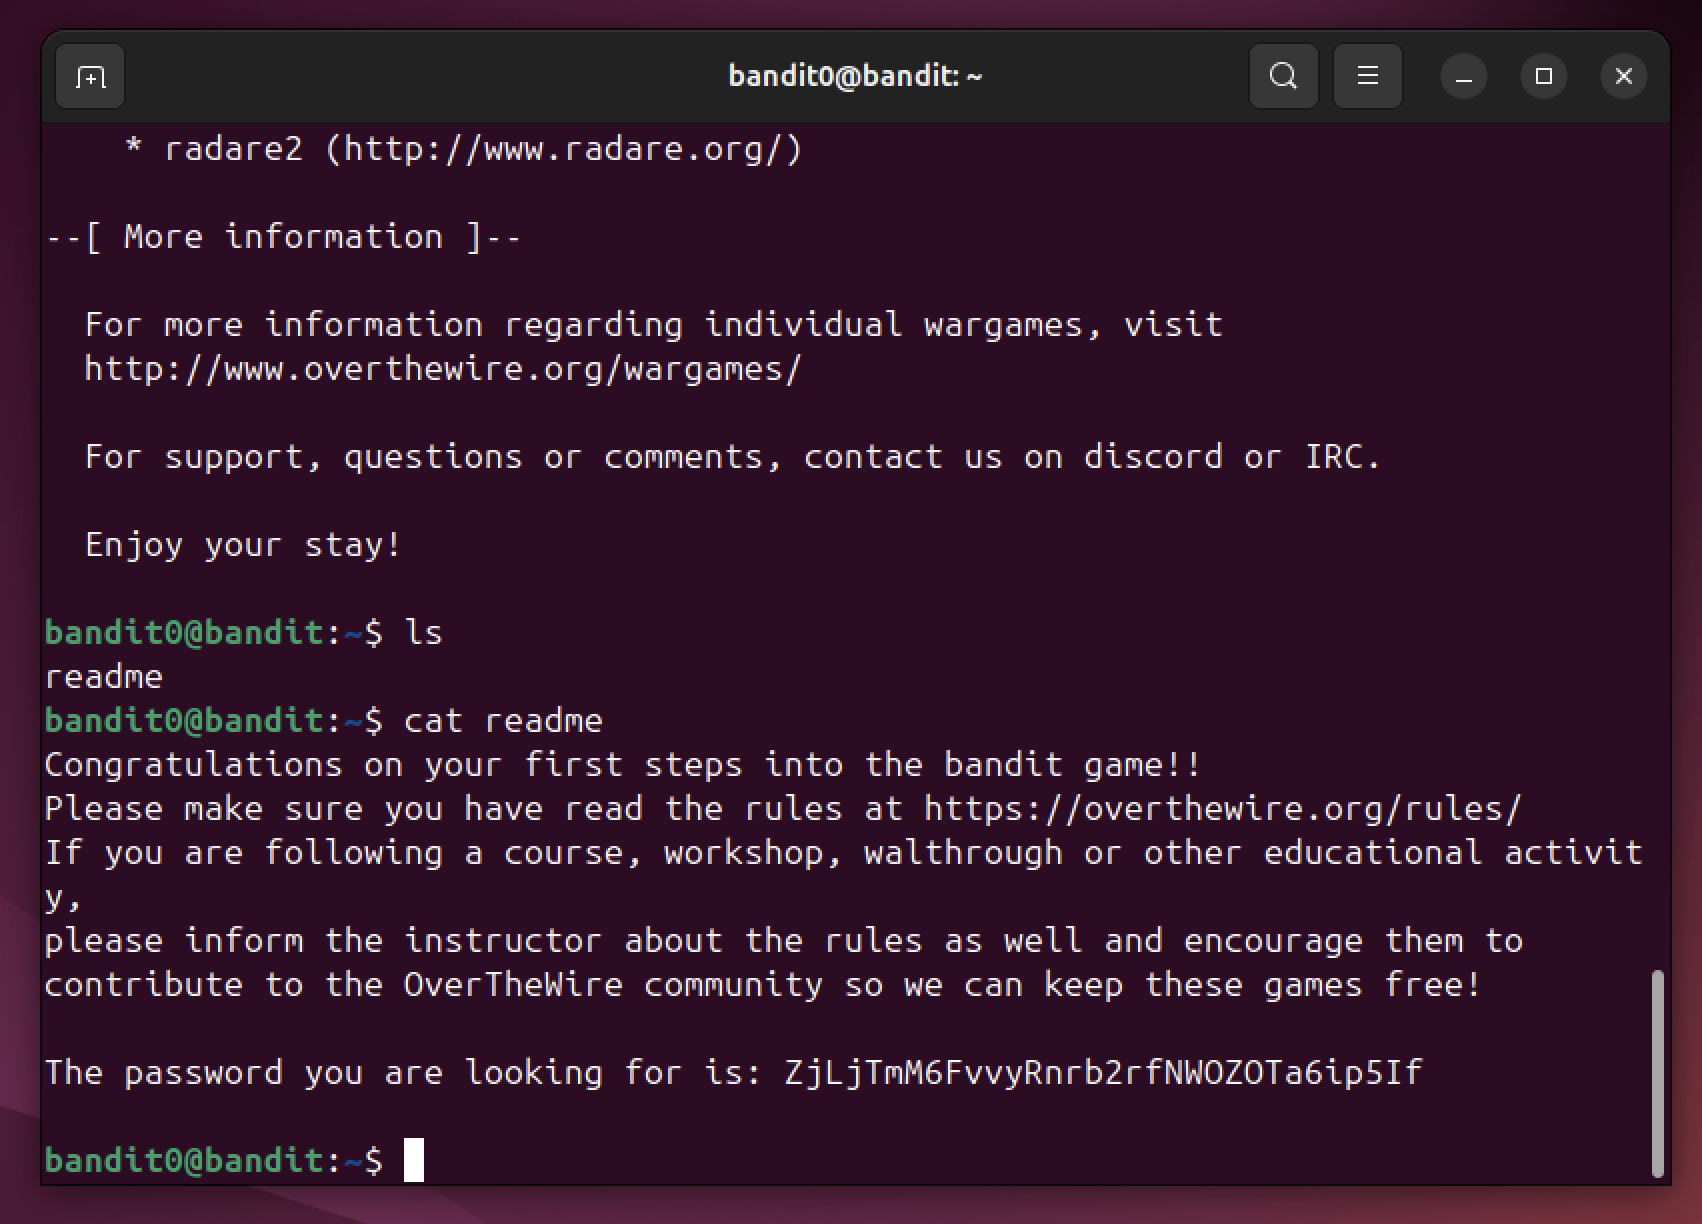 bandit0@bandit: ~
    * radare2 (http://www.radare.org/)
--[ More information ]--
  For more information regarding individual wargames, visit
  http://www.overthewire.org/wargames/
  For support, questions or comments, contact us on discord or IRC.
  Enjoy your stay!
bandit0@bandit:~$ ls
readme
bandit0@bandit:~$ cat readme
Congratulations on your first steps into the bandit game!!
Please make sure you have read the rules at https://overthewire.org/rules/
If you are following a course, workshop, walthrough or other educational activit
y,
please inform the instructor about the rules as well and encourage them to
contribute to the OverTheWire community so we can keep these games free!
The password you are looking for is: ZjLjTmM6FvvyRnrb2rfNWOZOTa6ip5If
bandit0@bandit:~$